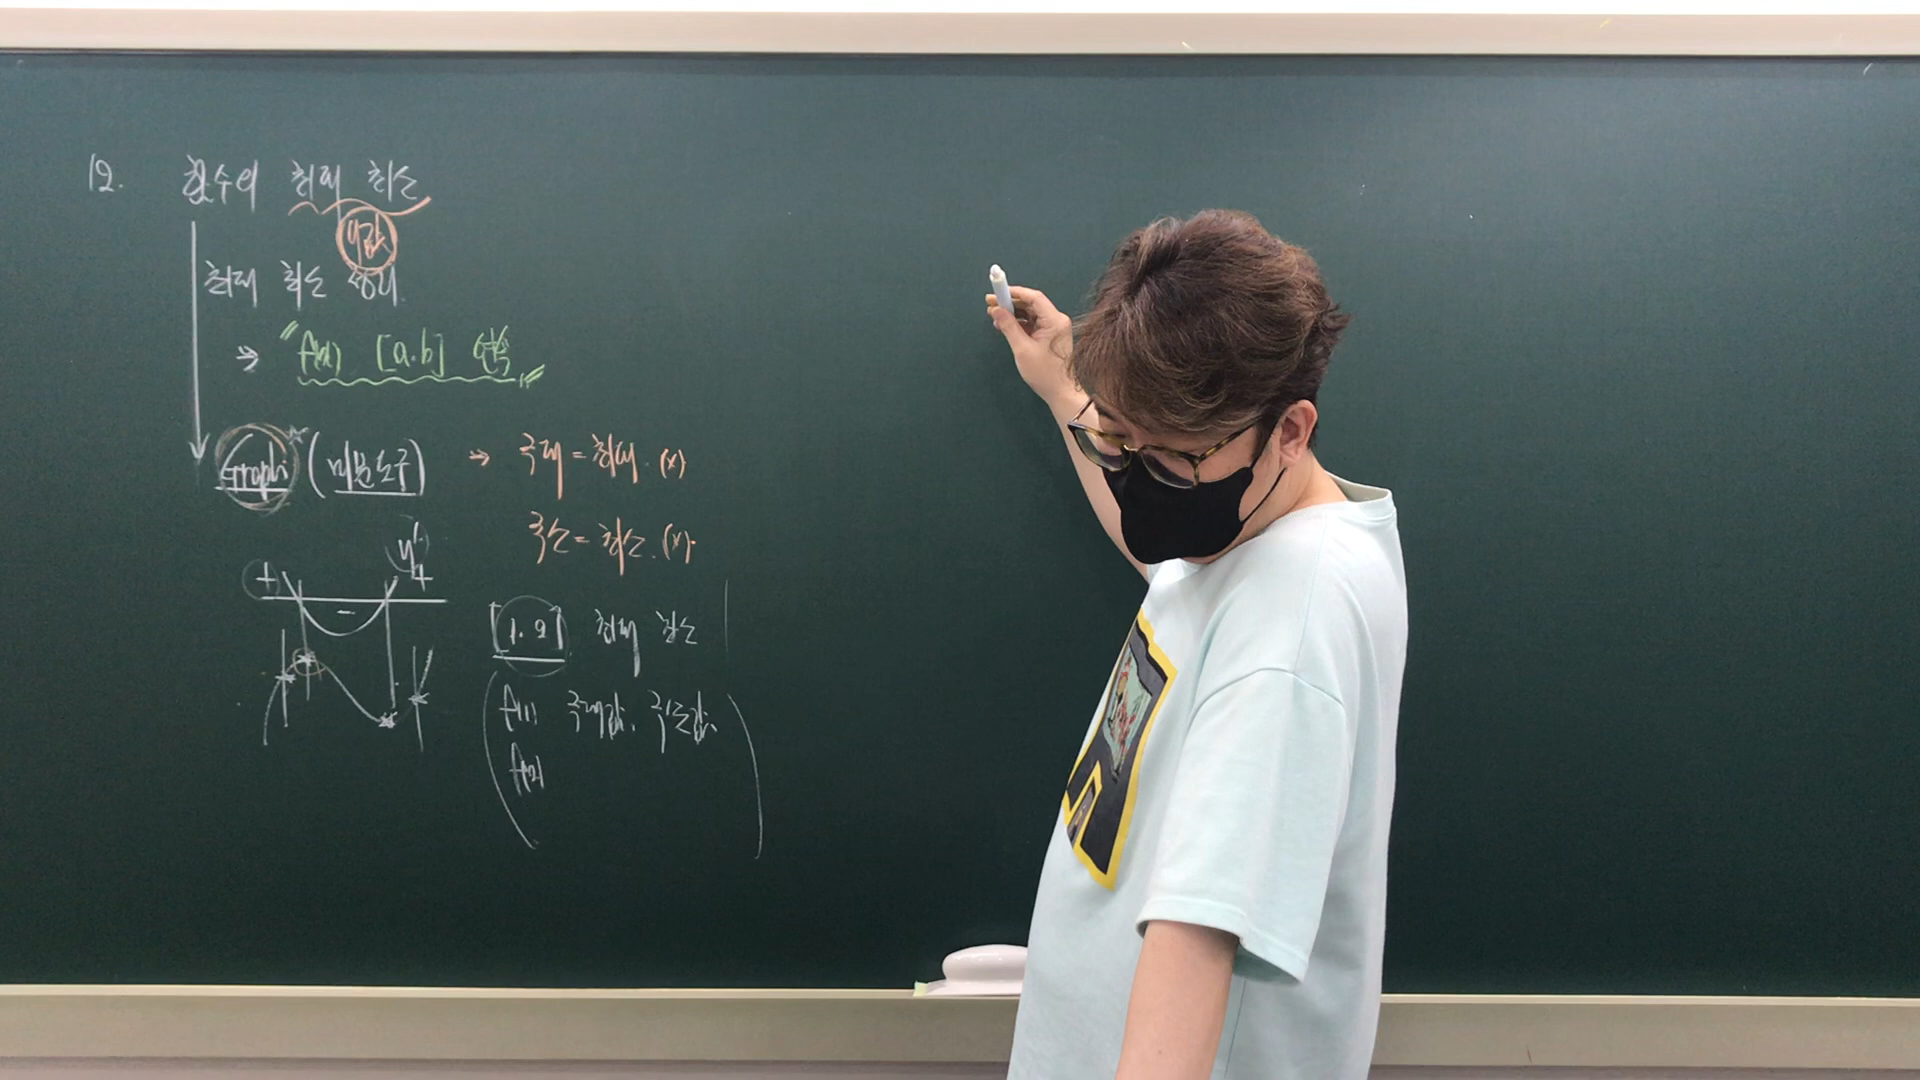 12. 함수의 최대 최소
y값
최대 최소 정리
⇒ "f(x) [a.b] 연속"
Graph (미분도구) ⇒ 극대 = 최대. (x)
극소 = 최소. (x).
y'
+ - +
[1. 2] 최대 최소
f(1) 극대값. 극소값.
f(2)